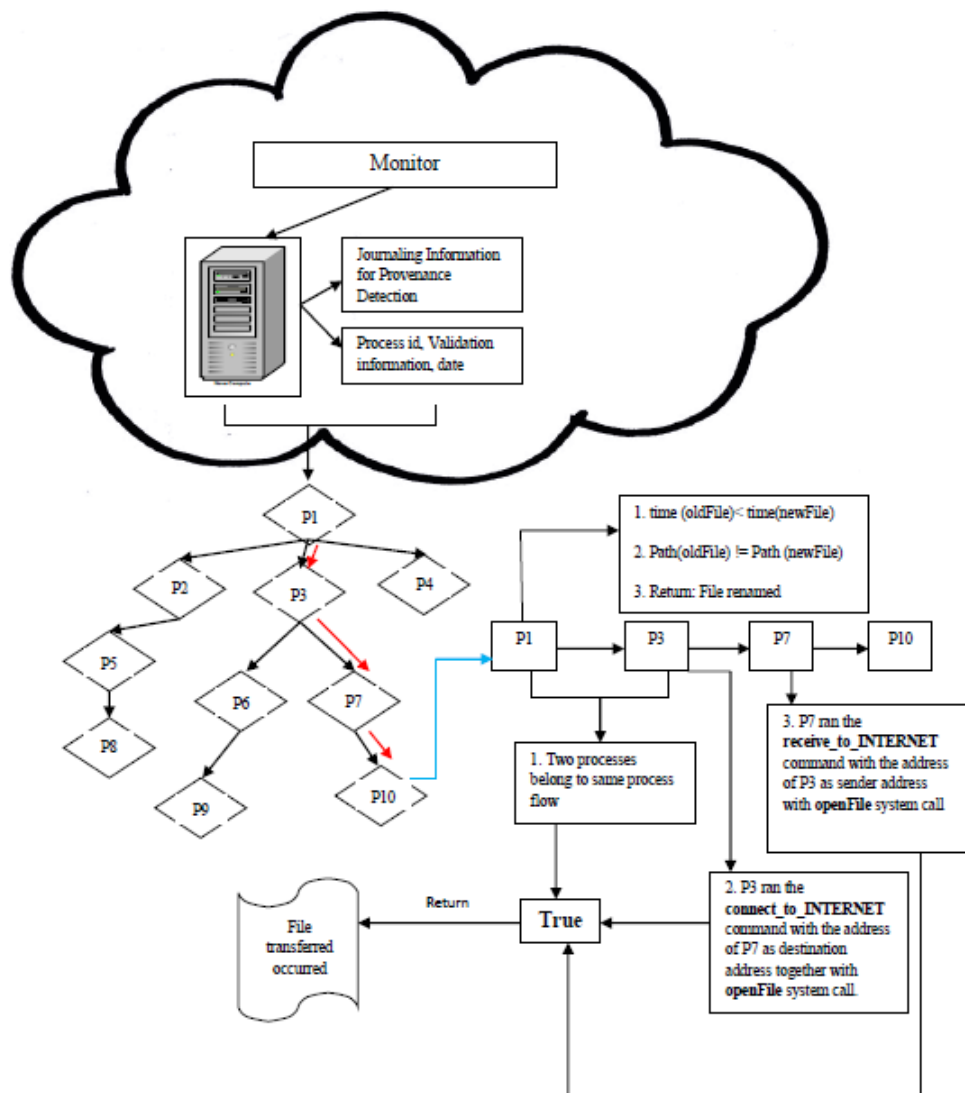 Monitor
Journaling Information
for Provenance
Detection
Process id, Validation
information, date
P1
P2
P3
P4
P5
P6
P7
P8
P9
P10
1. time (oldFile)< time(newFile)
2. Path(oldFile) != Path (newFile)
3. Return: File renamed
P1
P3
P7
P10
1. Two processes
belong to same process
flow
3. P7 ran the
receive_to_INTERNET
command with the address
of P3 as sender address
with openFile system call
2. P3 ran the
connect_to_INTERNET
command with the address
of P7 as destination
address together with
openFile system call.
True
Return
File
transferred
occurred